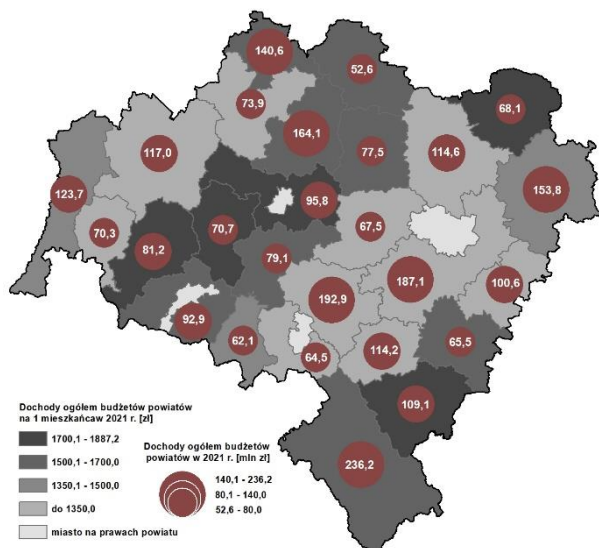 140,6
52,6
73,9
68,1
164,1
77,5
114,6
117,0
153,8
123,7
95,8
70,3
70,7
67,5
81,2
79,1
187,1
100,6
192,9
92,9
62,1
114,2
65,5
64,5
109,1
236,2
Dochody ogółem budżetów powiatów
na 1 mieszkańcaw 2021 r. [zł]
1700,1 - 1887,2
1500,1 - 1700,0
1350,1 - 1500,0
do 1350,0
miasto na prawach powiatu
Dochody ogółem budżetów
powiatów w 2021 r. [mln zł]
140,1 - 236,2
80,1 - 140,0
52,6 - 80,0